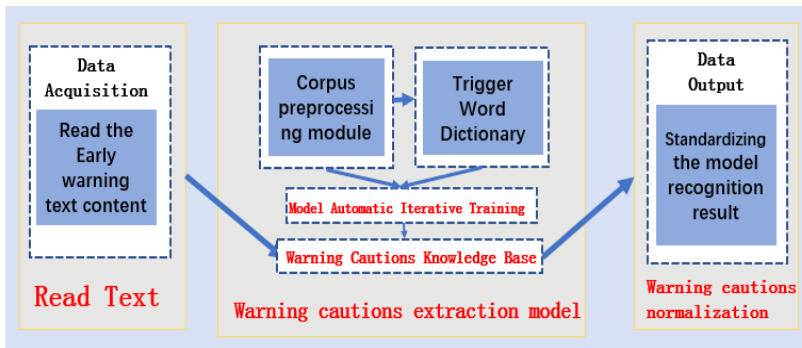 Data
Acquisition
Read the
Early
warning
text content
Read Text
Corpus
preprocessi
ng module
Trigger
Word
Dictionary
Model Automatic Iterative Training
Warning Cautions Knowledge Base
Warning cautions extraction model
Data
Output
Standardizing
the model
recognition
result
Warning cautions
normalization